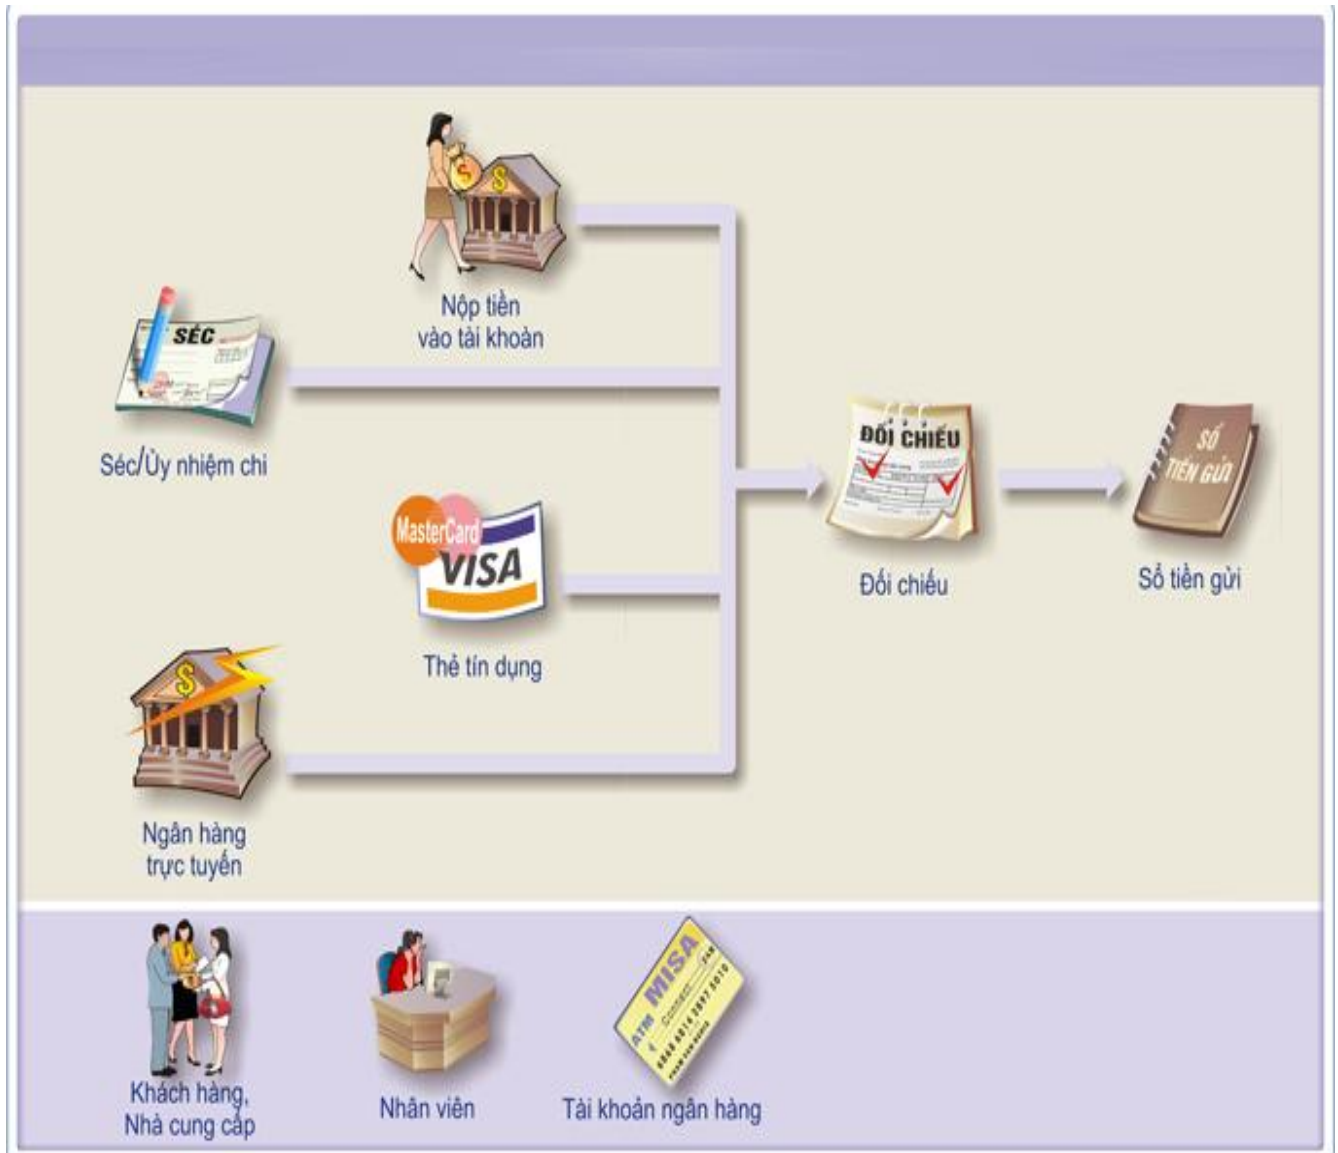 Nộp tiền
vào tài khoàn
SÉC
Séc/Ủy nhiệm chi
MasterCard
VISA
Thẻ tín dụng
ĐỐI CHIẾU
Đối chiếu
SỔ
TIỀN GỬI
Sổ tiền gửi
Ngân hàng
trực tuyến
Khách hàng,
Nhà cung cấp
Nhân viên
MISA
Connect
ATM
Tài khoản ngân hàng